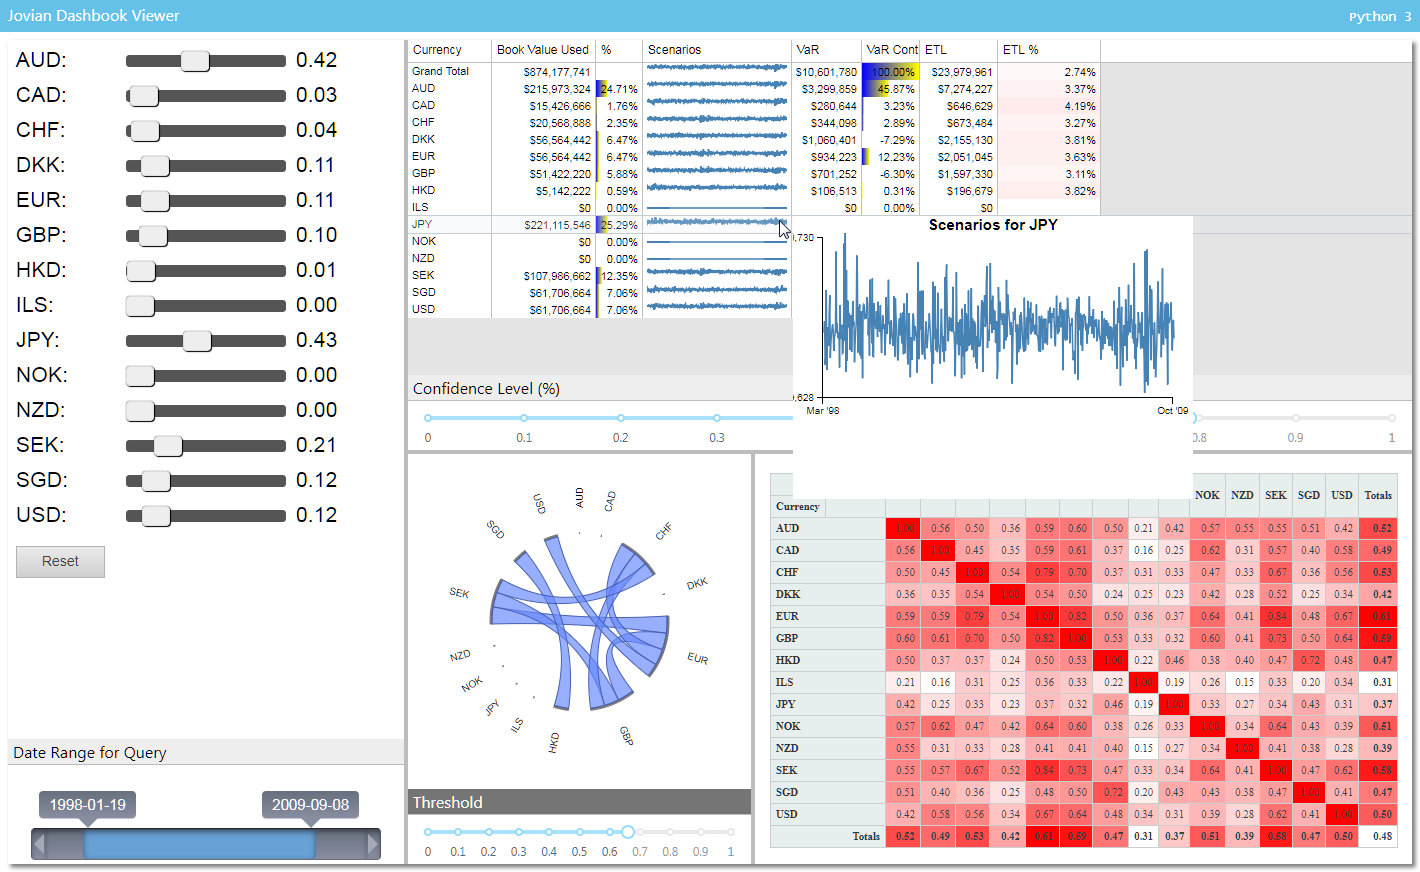 Jovian Dashbook Viewer
Python 3
AUD: 0.42
CAD: 0.03
CHF: 0.04
DKK: 0.11
EUR: 0.11
GBP: 0.10
HKD: 0.01
ILS: 0.00
JPY: 0.43
NOK: 0.00
NZD: 0.00
SEK: 0.21
SGD: 0.12
USD: 0.12
Reset
Date Range for Query
1998-01-19 2009-09-08
Currency Book Value Used % Scenarios VaR VaR Cont ETL ETL %
Grand Total $874,177,741 $10,601,780 100.00% $23,979,961 2.74%
AUD $215,973,324 24.71% $3,299,859 45.87% $7,274,227 3.37%
CAD $15,426,666 1.76% $280,644 3.23% $646,629 4.19%
CHF $20,568,888 2.35% $344,098 2.89% $673,484 3.27%
DKK $56,564,442 6.47% $1,060,401 -7.29% $2,155,130 3.81%
EUR $56,564,442 6.47% $934,223 12.23% $2,051,045 3.63%
GBP $51,422,220 5.88% $701,252 -6.30% $1,597,330 3.11%
HKD $5,142,222 0.59% $106,513 0.31% $196,679 3.82%
ILS $0 0.00% $0 0.00% $0
JPY $221,115,546 25.29%
NOK $0 0.00%
NZD $0 0.00%
SEK $107,986,662 12.35%
SGD $61,706,664 7.06%
USD $61,706,664 7.06%
Scenarios for JPY
,730
,628
Mar '98 Oct '09
Confidence Level (%)
0 0.1 0.2 0.3 0.8 0.9 1
AUD
CAD
CHF
DKK
EUR
GBP
HKD
ILS
JPY
NOK
NZD
SEK
SGD
USD
Threshold
0 0.1 0.2 0.3 0.4 0.5 0.6 0.7 0.8 0.9 1
NOK NZD SEK SGD USD Totals
Currency
AUD 1.00 0.56 0.50 0.36 0.59 0.60 0.50 0.21 0.42 0.57 0.55 0.55 0.51 0.42 0.52
CAD 0.56 1.00 0.45 0.35 0.59 0.61 0.37 0.16 0.25 0.62 0.31 0.57 0.40 0.58 0.49
CHF 0.50 0.45 1.00 0.54 0.79 0.70 0.37 0.31 0.33 0.47 0.33 0.67 0.36 0.56 0.53
DKK 0.36 0.35 0.54 1.00 0.54 0.50 0.24 0.25 0.23 0.42 0.28 0.52 0.25 0.34 0.42
EUR 0.59 0.59 0.79 0.54 1.00 0.82 0.50 0.36 0.37 0.64 0.41 0.84 0.48 0.67 0.61
GBP 0.60 0.61 0.70 0.50 0.82 1.00 0.53 0.33 0.32 0.60 0.41 0.73 0.50 0.64 0.59
HKD 0.50 0.37 0.37 0.24 0.50 0.53 1.00 0.22 0.46 0.38 0.40 0.47 0.72 0.48 0.47
ILS 0.21 0.16 0.31 0.25 0.36 0.33 0.22 1.00 0.19 0.26 0.15 0.33 0.20 0.34 0.31
JPY 0.42 0.25 0.33 0.23 0.37 0.32 0.46 0.19 1.00 0.33 0.27 0.34 0.43 0.31 0.37
NOK 0.57 0.62 0.47 0.42 0.64 0.60 0.38 0.26 0.33 1.00 0.34 0.64 0.43 0.39 0.51
NZD 0.55 0.31 0.33 0.28 0.41 0.41 0.40 0.15 0.27 0.34 1.00 0.41 0.38 0.28 0.39
SEK 0.55 0.57 0.67 0.52 0.84 0.73 0.47 0.33 0.34 0.64 0.41 1.00 0.47 0.62 0.58
SGD 0.51 0.40 0.36 0.25 0.48 0.50 0.72 0.20 0.43 0.43 0.38 0.47 1.00 0.41 0.47
USD 0.42 0.58 0.56 0.34 0.67 0.64 0.48 0.34 0.31 0.39 0.28 0.62 0.41 1.00 0.50
Totals 0.52 0.49 0.53 0.42 0.61 0.59 0.47 0.31 0.37 0.51 0.39 0.58 0.47 0.50 0.48